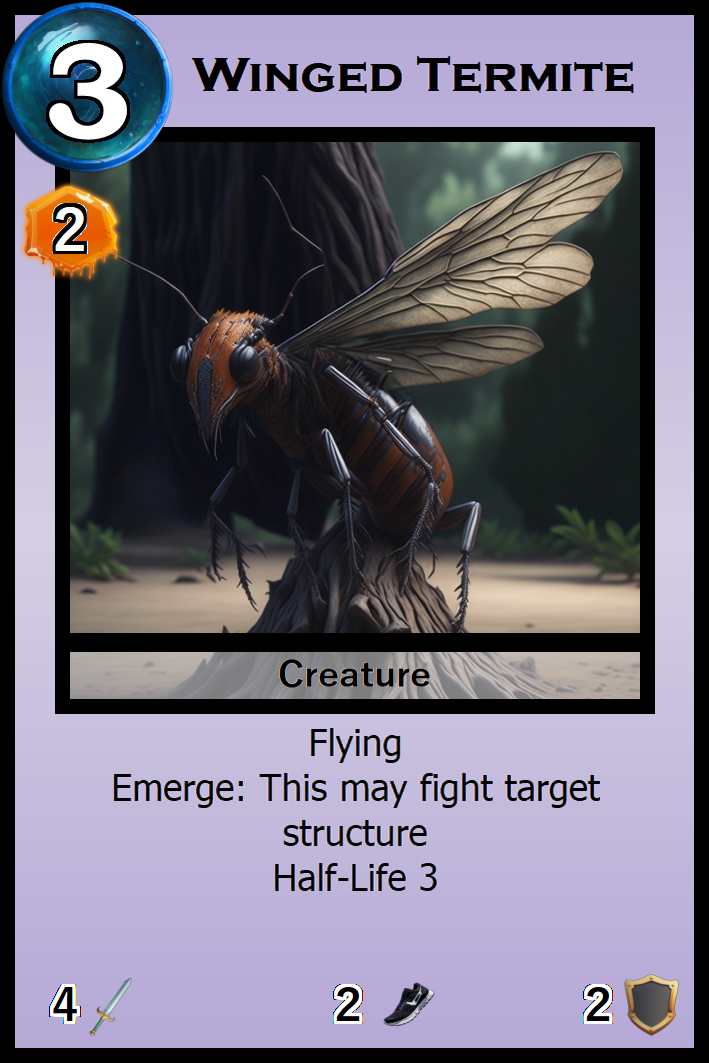 3
Winged Termite
2
Creature
Flying
Emerge: This may fight target
structure
Half-Life 3
4
2
2